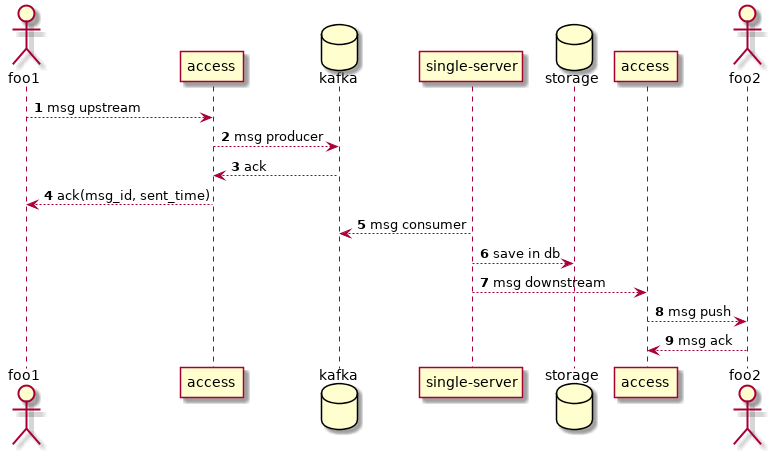 foo1
access
kafka
single-server
storage
access
foo2
1 msg upstream
2 msg producer
3 ack
4 ack(msg_id, sent_time)
5 msg consumer
6 save in db
7 msg downstream
8 msg push
9 msg ack
foo1
access
kafka
single-server
storage
access
foo2